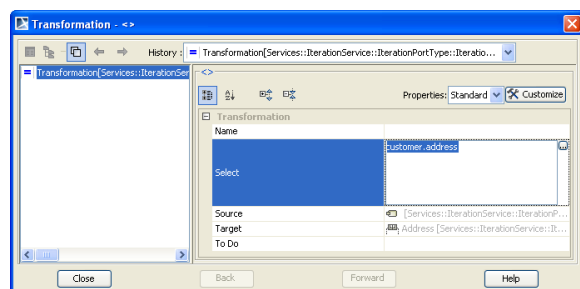 Transformation - <>
History : Transformation[Services::IterationService::IterationPortType::Iteratio...
Transformation[Services::IterationSer
<>
Properties: Standard Customize
Transformation
Name
Select customer.address
Source [Services::IterationService::IterationP...
Target Address [Services::IterationService::It...
To Do
Close Back Forward Help